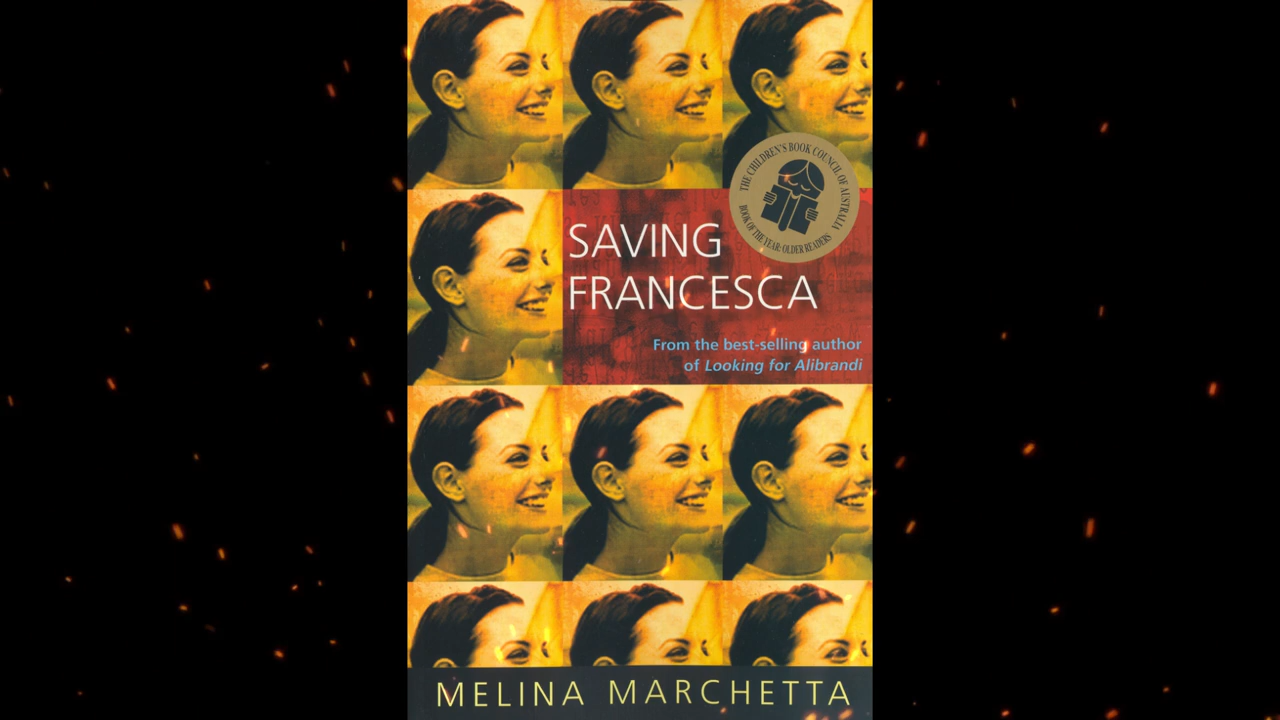 THE CHILDREN'S BOOK COUNCIL OF AUSTRALIA
BOOK OF THE YEAR: OLDER READERS
SAVING
FRANCESCA
From the best-selling author
of Looking for Alibrandi
MELINA MARCHETTA